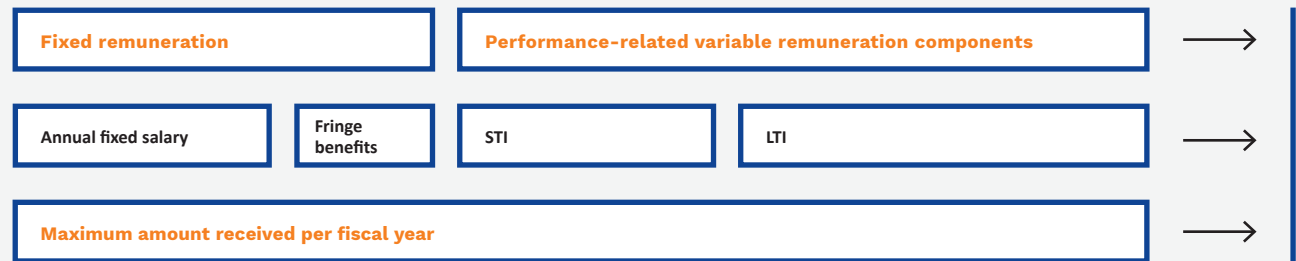 Fixed remuneration
Performance-related variable remuneration components
Annual fixed salary
Fringe
benefits
STI
LTI
Maximum amount received per fiscal year